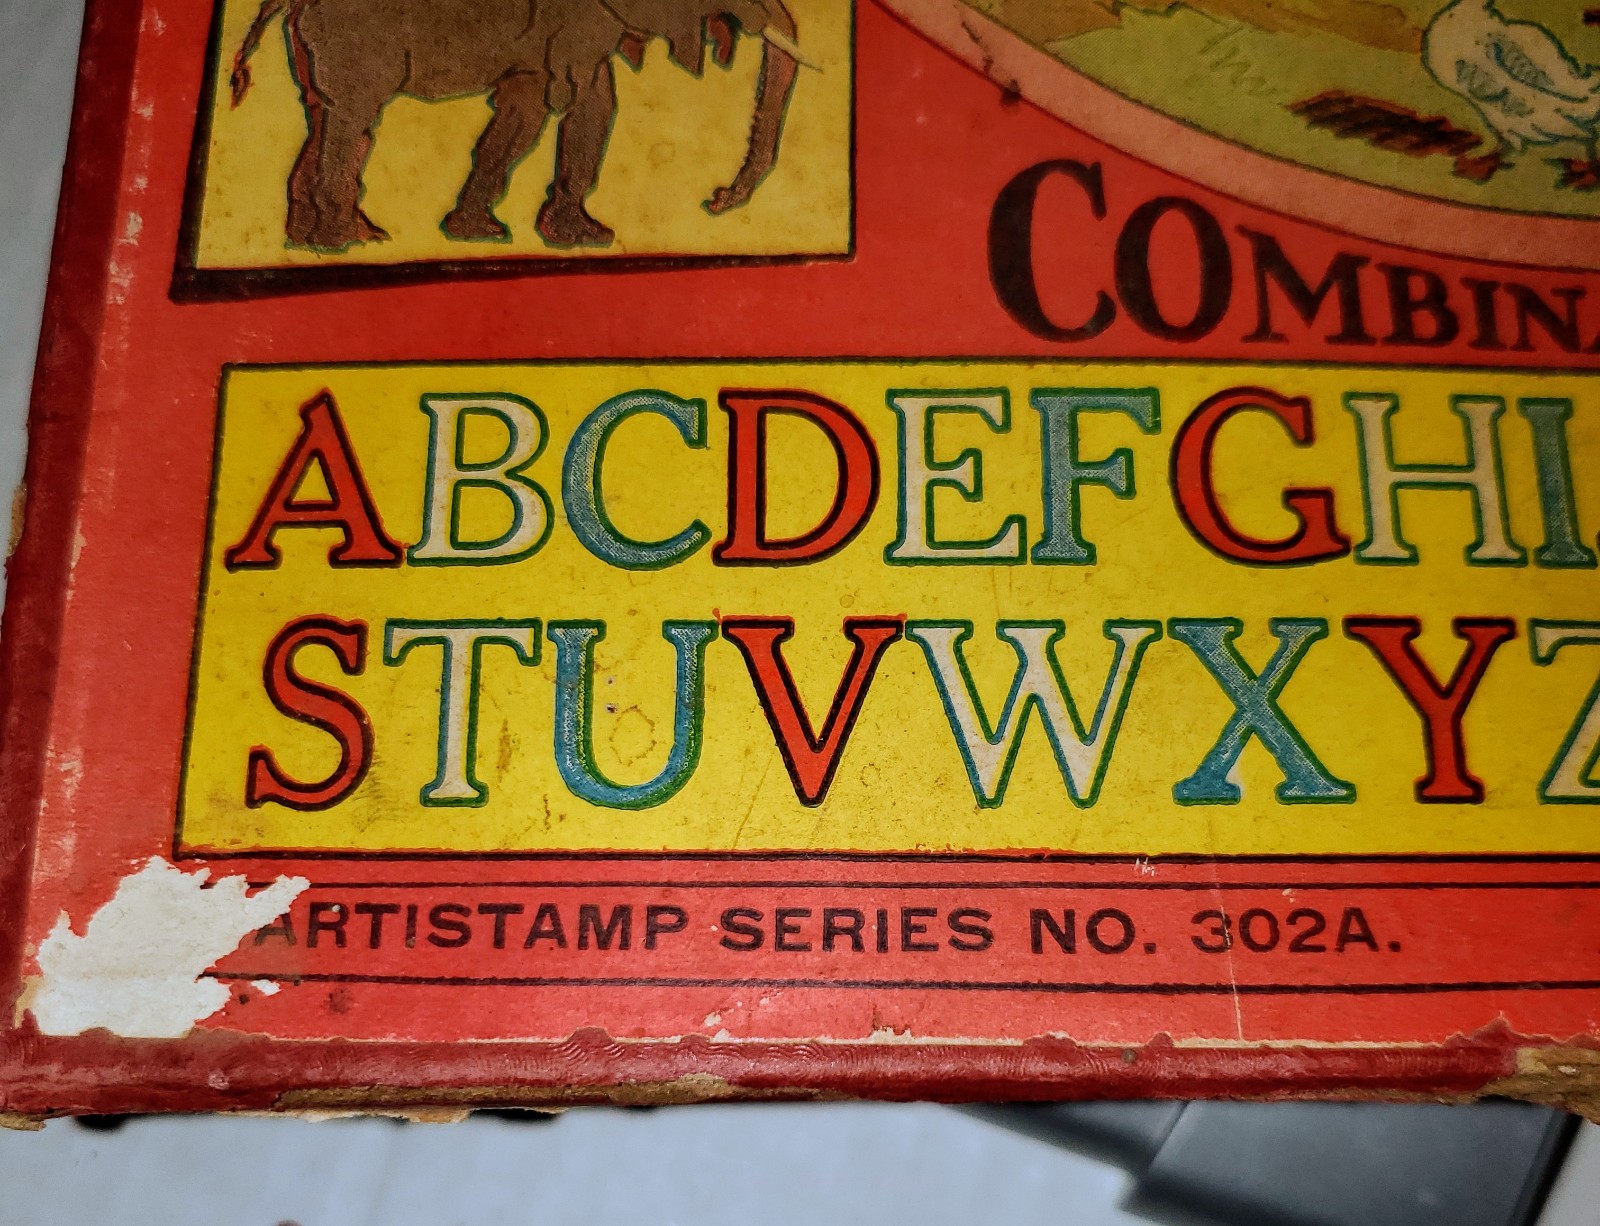 COMBINA
ABCDEFGHI
STUVWXYZ
ARTISTAMP SERIES NO. 302A.